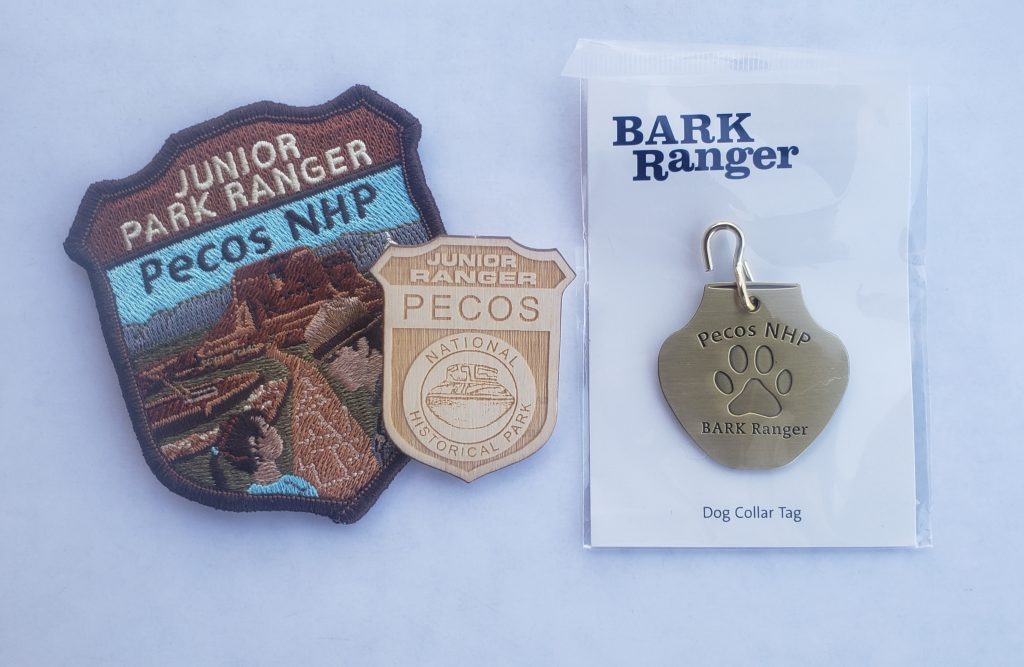 JUNIOR
PARK RANGER
Pecos NHP
JUNIOR
RANGER
PECOS
NATIONAL
HISTORICAL PARK
BARK
Ranger
Pecos NHP
BARK Ranger
Dog Collar Tag